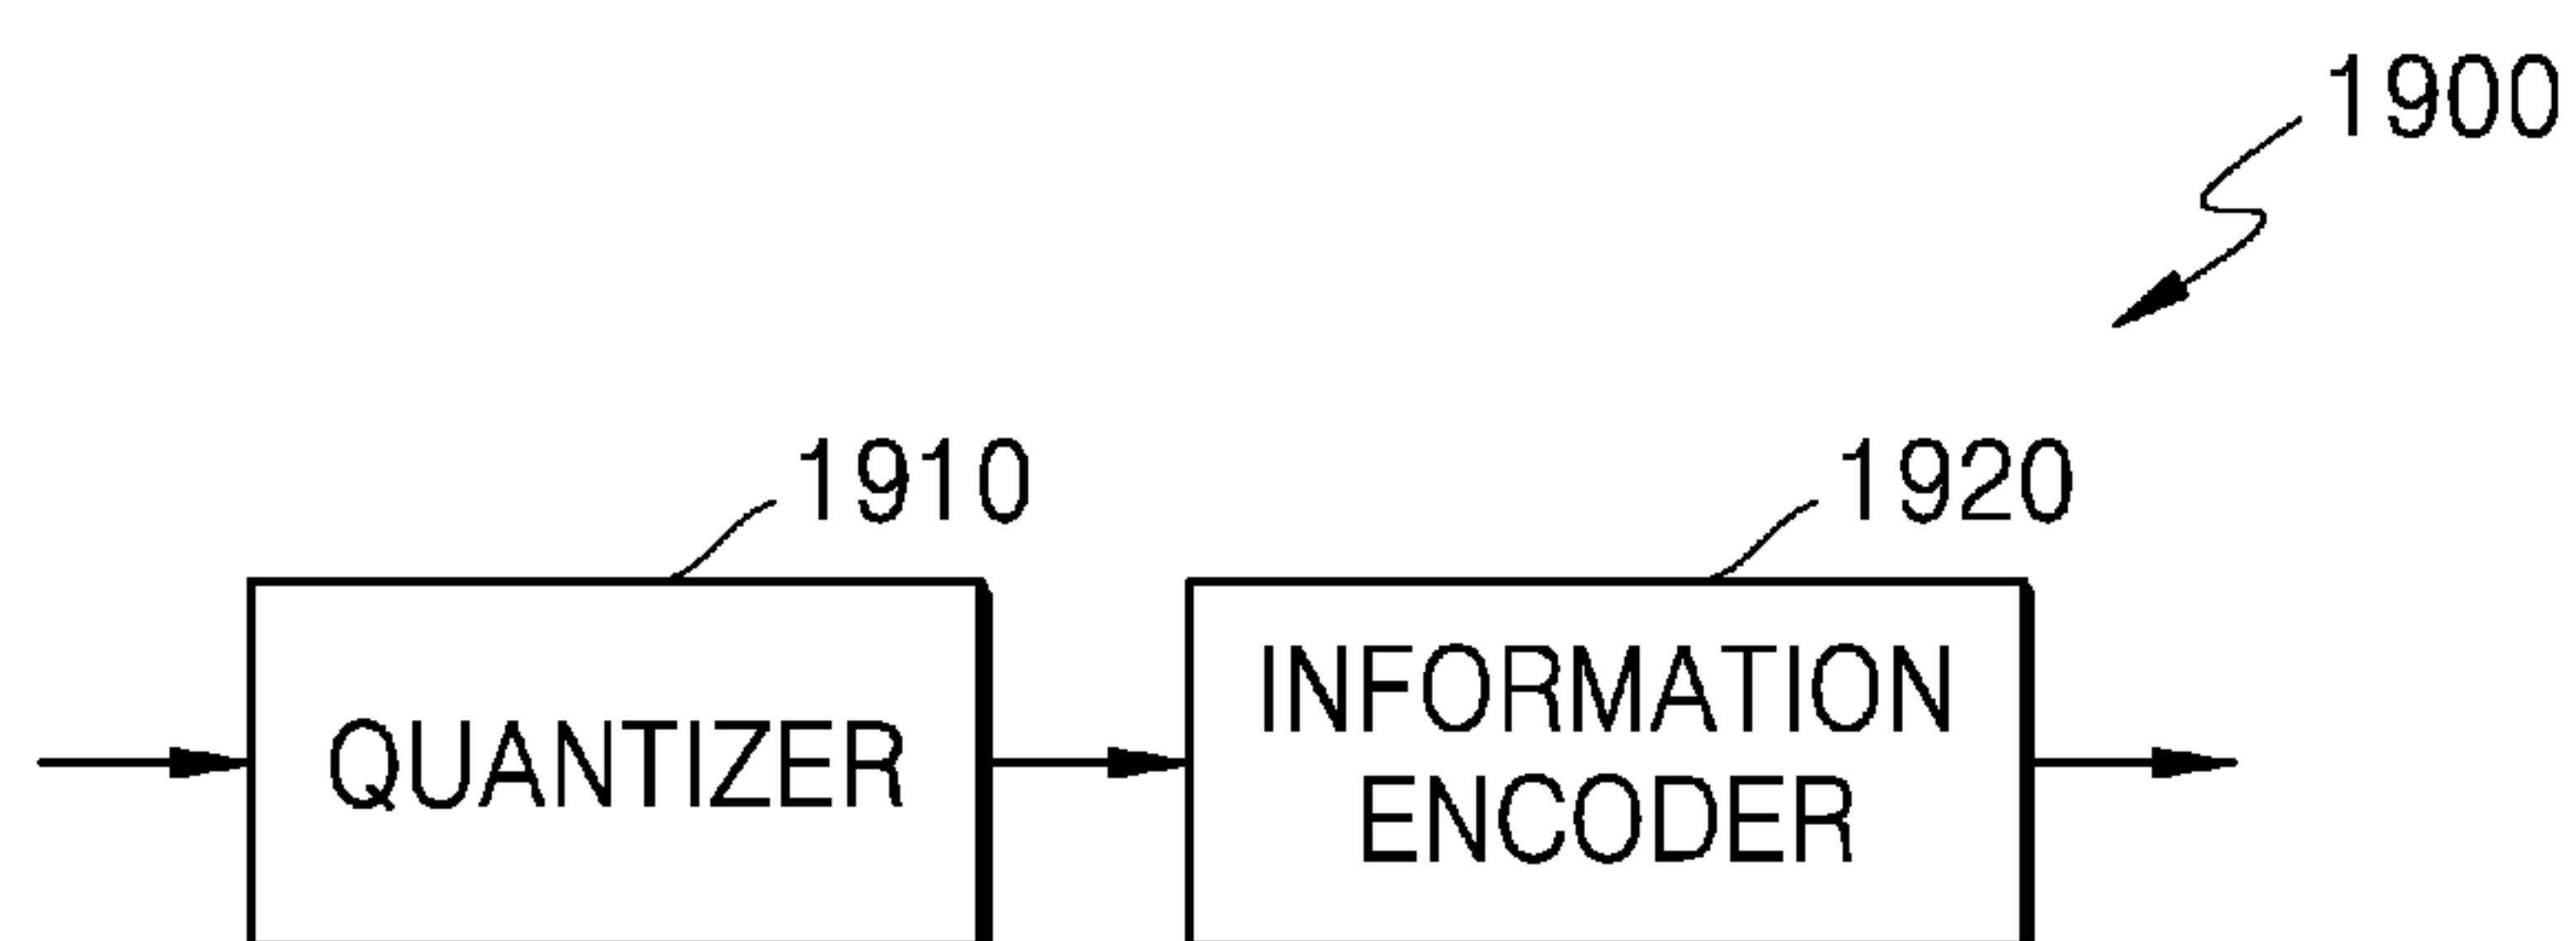 1900
1910
1920
QUANTIZER
INFORMATION
ENCODER